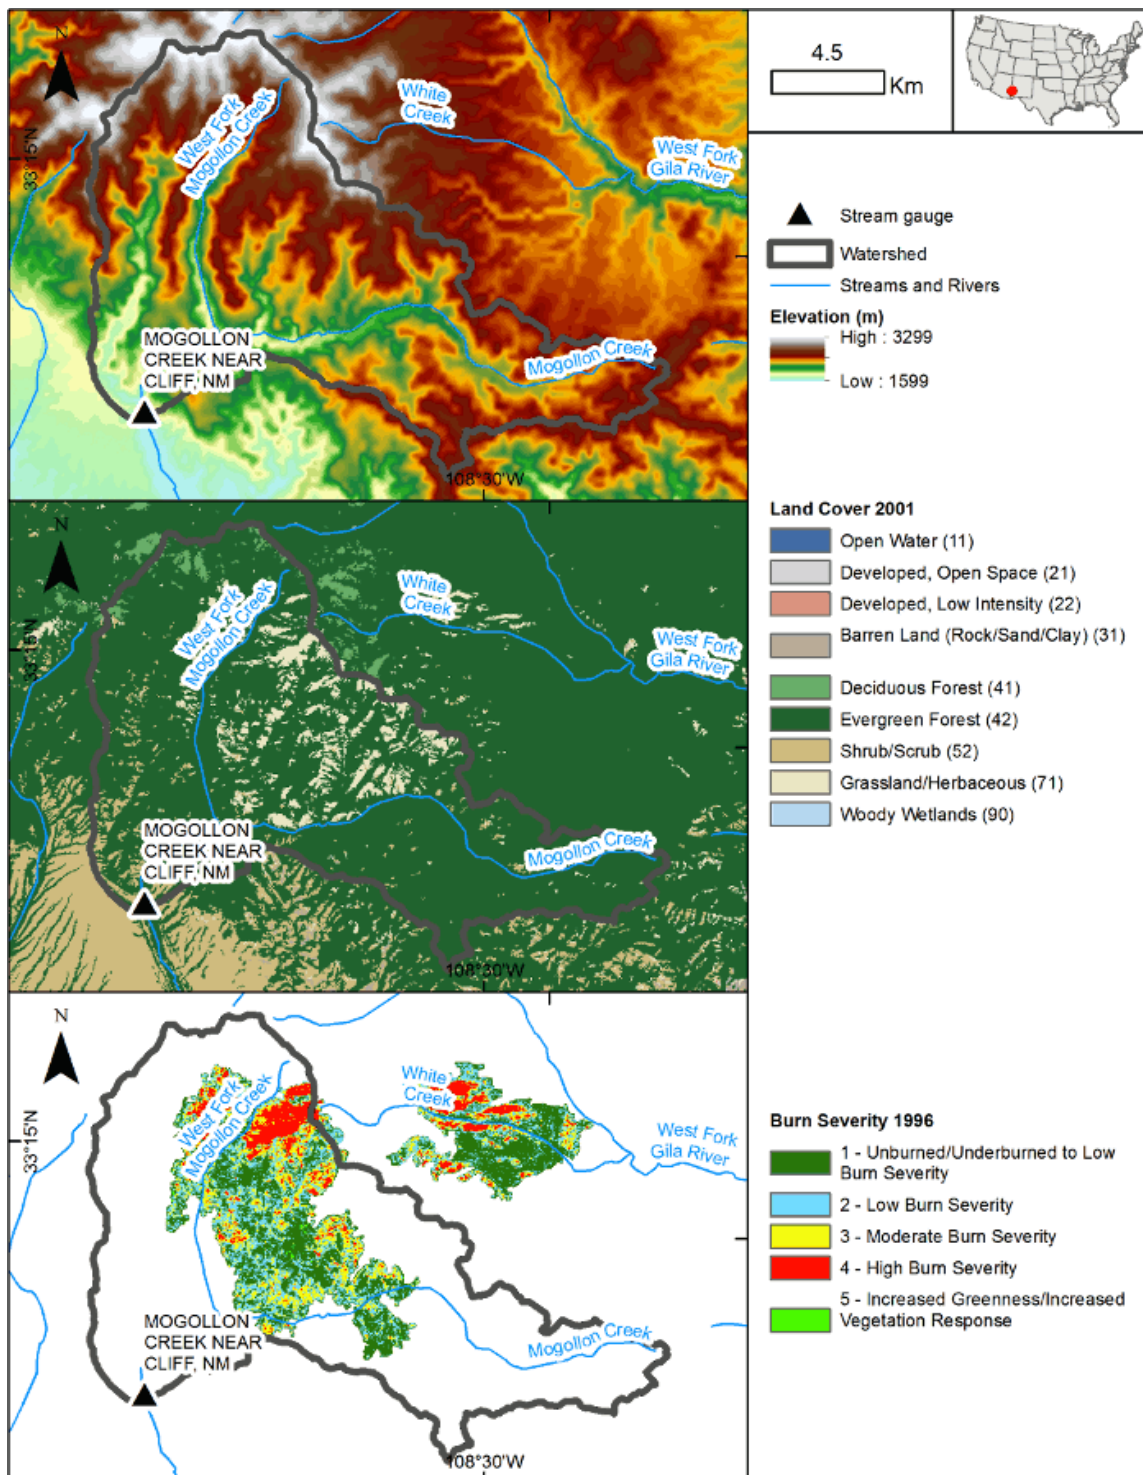 N
33°15'N
West Fork
Mogollon Creek
White
Creek
West Fork
Gila River
MOGOLLON
CREEK NEAR
CLIFF, NM
Mogollon Creek
108°30'W
4.5
Km
Stream gauge
Watershed
Streams and Rivers
Elevation (m)
High : 3299
Low : 1599
N
33°15'N
West Fork
Mogollon Creek
White
Creek
West Fork
Gila River
MOGOLLON
CREEK NEAR
CLIFF, NM
Mogollon Creek
108°30'W
Land Cover 2001
Open Water (11)
Developed, Open Space (21)
Developed, Low Intensity (22)
Barren Land (Rock/Sand/Clay) (31)
Deciduous Forest (41)
Evergreen Forest (42)
Shrub/Scrub (52)
Grassland/Herbaceous (71)
Woody Wetlands (90)
N
33°15'N
West Fork
Mogollon Creek
White
Creek
West Fork
Gila River
MOGOLLON
CREEK NEAR
CLIFF, NM
Mogollon Creek
108°30'W
Burn Severity 1996
1 - Unburned/Underburned to Low
Burn Severity
2 - Low Burn Severity
3 - Moderate Burn Severity
4 - High Burn Severity
5 - Increased Greenness/Increased
Vegetation Response